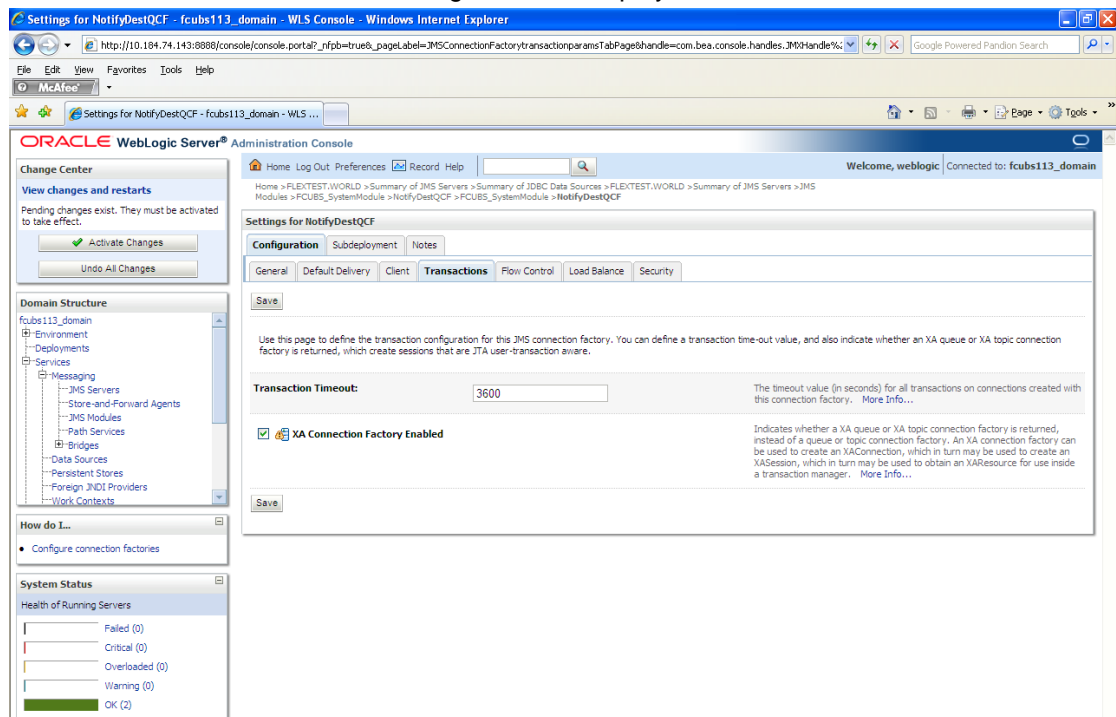 Settings for NotifyDestQCF - fcubs113_domain - WLS Console - Windows Internet Explorer
http://10.184.74.143:8888/console/console.portal?_nfpb=true&_pageLabel=JMSConnectionFactorytransactionparamsTabPage&handle=com.bea.console.handles.JMXHandle%:
Google Powered Pandion Search
File Edit View Favorites Tools Help
McAfee
Settings for NotifyDestQCF - fcubs113_domain - WLS ...
Page Tools »
ORACLE WebLogic Server® Administration Console
Change Center
View changes and restarts
Pending changes exist. They must be activated
to take effect.
Activate Changes
Undo All Changes
Domain Structure
fcubs113_domain
Environment
Deployments
Services
Messaging
JMS Servers
Store-and-Forward Agents
JMS Modules
Path Services
Bridges
Data Sources
Persistent Stores
Foreign JNDI Providers
Work Contexts
How do I...
Configure connection factories
System Status
Health of Running Servers
Failed (0)
Critical (0)
Overloaded (0)
Warning (0)
OK (2)
Home Log Out Preferences Record Help
Welcome, weblogic Connected to: fcubs113_domain
Home >FLEXTEST.WORLD >Summary of JMS Servers >Summary of JDBC Data Sources >FLEXTEST.WORLD >Summary of JMS Servers >JMS
Modules >FCUBS_SystemModule >NotifyDestQCF >FCUBS_SystemModule >NotifyDestQCF
Settings for NotifyDestQCF
Configuration Subdeployment Notes
General Default Delivery Client Transactions Flow Control Load Balance Security
Save
Use this page to define the transaction configuration for this JMS connection factory. You can define a transaction time-out value, and also indicate whether an XA queue or XA topic connection
factory is returned, which create sessions that are JTA user-transaction aware.
Transaction Timeout:
3600
The timeout value (in seconds) for all transactions on connections created with
this connection factory. More Info...
XA Connection Factory Enabled
Indicates whether a XA queue or XA topic connection factory is returned,
instead of a queue or topic connection factory. An XA connection factory can
be used to create an XAConnection, which in turn may be used to create an
XASession, which in turn may be used to obtain an XAResource for use inside
a transaction manager. More Info...
Save